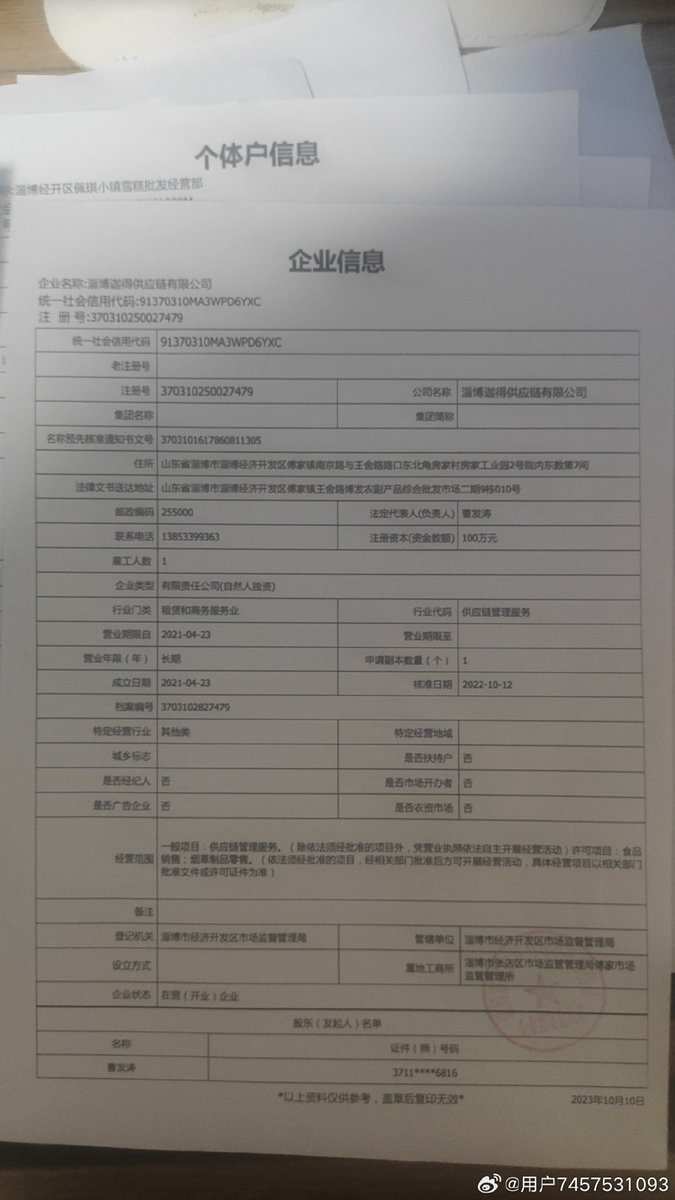 个体户信息
淄博经开区佩琪小镇雪糕批发经营部
企业信息
企业名称:淄博迦得供应链有限公司
统一社会信用代码:91370310MA3WPD6YXC
注 册 号:370310250027479
统一社会信用代码 91370310MA3WPD6YXC
老注册号
注册号 370310250027479 公司名称 淄博迦得供应链有限公司
集团名称 集团简称
名称预先核准通知书文号 3703101617860811305
住所 山东省淄博市淄博经济开发区傅家镇南京路与王舍路路口东北角房家村房家工业园2号院内东数第7间
法律文书送达地址 山东省淄博市淄博经济开发区傅家镇王舍路博发农副产品综合批发市场二期9栋010号
邮政编码 255000 法定代表人(负责人) 曹发涛
联系电话 13853399363 注册资本(资金数额) 100万元
雇工人数 1
企业类型 有限责任公司(自然人独资)
行业门类 租赁和商务服务业 行业代码 供应链管理服务
营业期限自 2021-04-23 营业期限至
营业年限（年） 长期 申请副本数量（个） 1
成立日期 2021-04-23 核准日期 2022-10-12
档案编号 3703102827479
特定经营行业 其他类 特定经营地域
城乡标志 是否扶持户 否
是否经纪人 否 是否市场开办者 否
是否广告企业 否 是否农资市场 否
一般项目：供应链管理服务。（除依法须经批准的项目外，凭营业执照依法自主开展经营活动）许可项目：食品
经营范围 销售；烟草制品零售。（依法须经批准的项目，经相关部门批准后方可开展经营活动，具体经营项目以相关部门
批准文件或许可证件为准）
备注
登记机关 淄博市经济开发区市场监督管理局 管辖单位 淄博市经济开发区市场监督管理局
设立方式 属地工商所 淄博市张店区市场监管管理局傅家市场
监管管理所
企业状态 在营（开业）企业
股东（发起人）名单
名称 证件（照）号码
曹发涛 3711****6816
*以上资料仅供参考，盖章后复印无效* 2023年10月10日
@用户7457531093